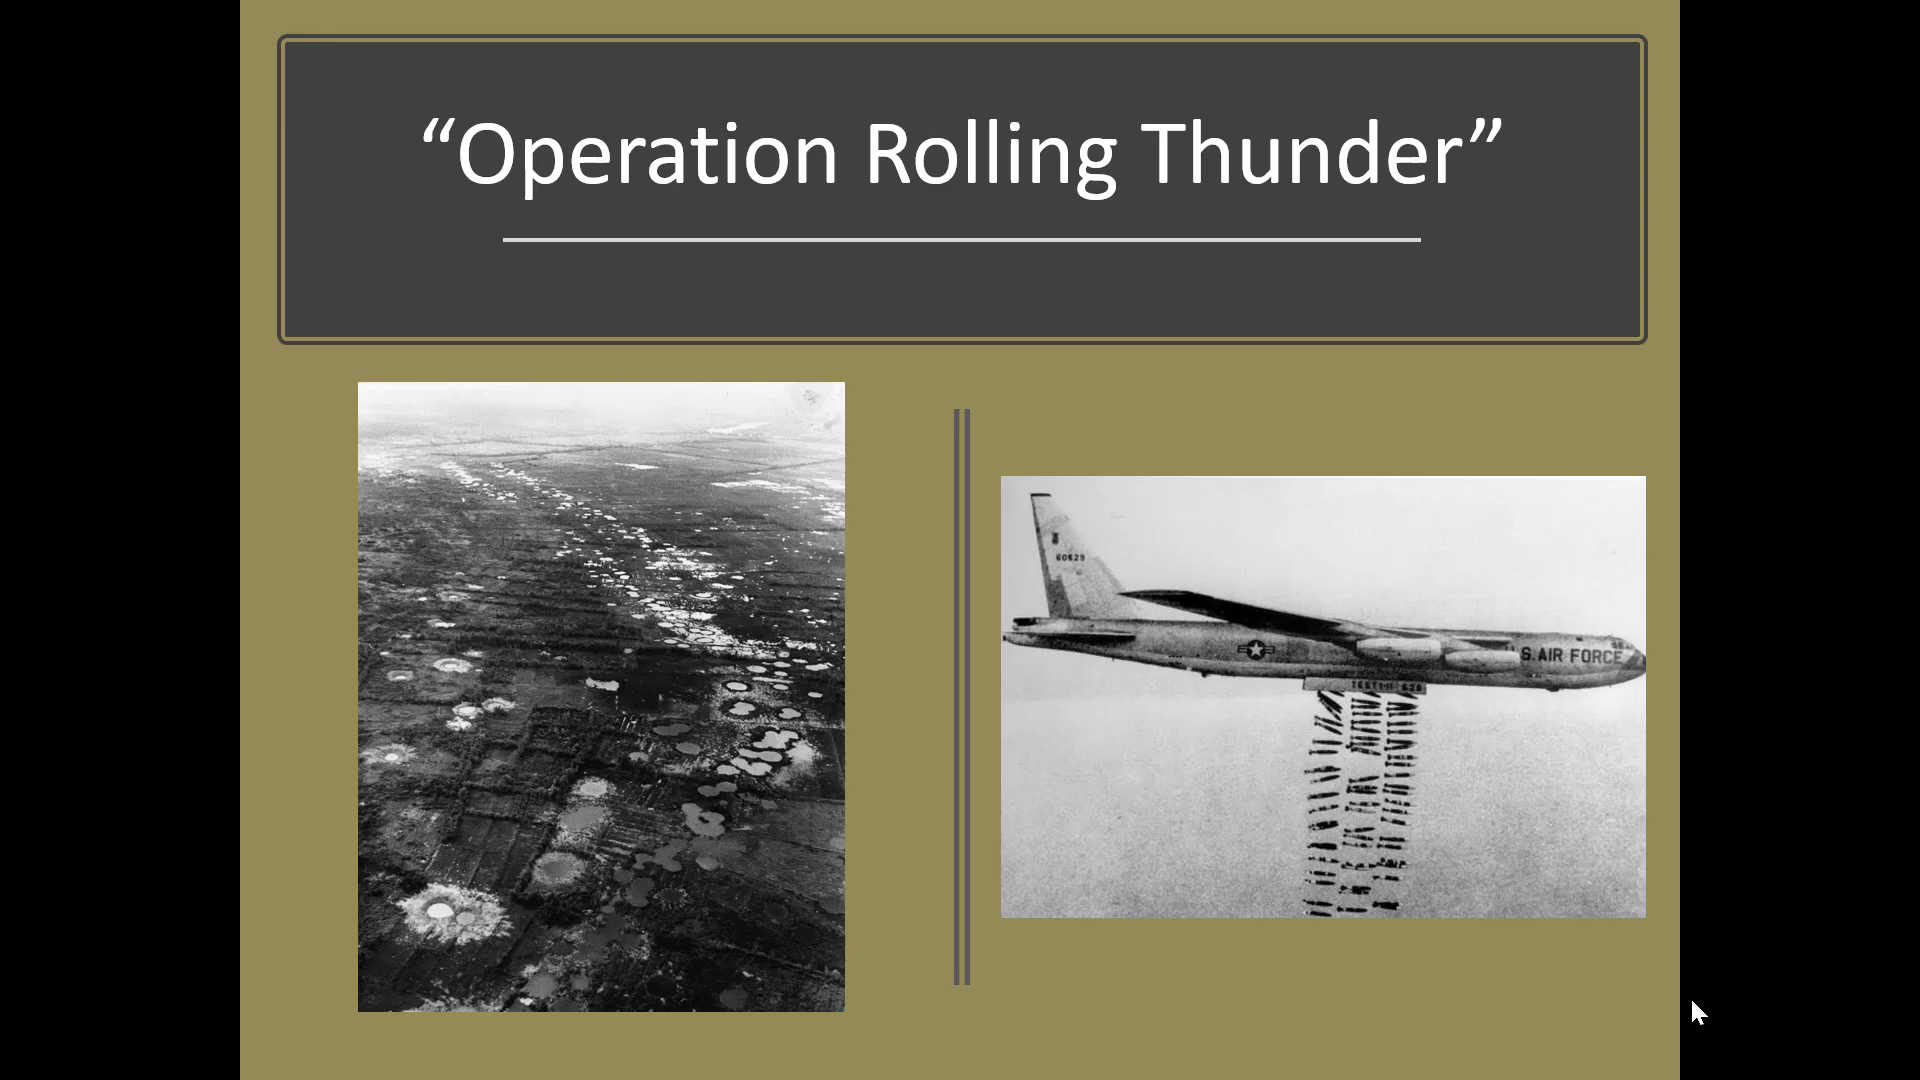 “Operation Rolling Thunder”
60629
S.AIR FORCE